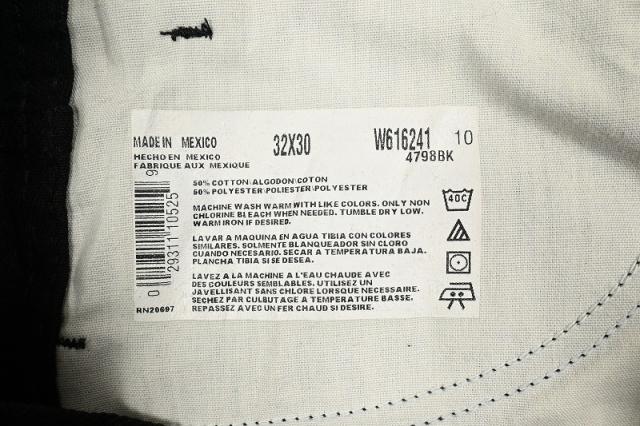 MADE IN MEXICO 32X30 W616241 10
HECHO EN MEXICO 4798BK
FABRIQUE AUX MEXIQUE
50% COTTON\ALGODON\COTON
50% POLYESTER\POLIESTER\POLYESTER
MACHINE WASH WARM WITH LIKE COLORS. ONLY NON
CHLORINE BLEACH WHEN NEEDED. TUMBLE DRY LOW.
WARM IRON IF DESIRED.
LAVAR A MAQUINA EN AGUA TIBIA CON COLORES
SIMILARES. SOLMENTE BLANQUEADOR SIN CLORO
CUANDO NECESARIO. SECAR A TEMPERATURA BAJA.
PLANCHA TIBIA SI SE DESEA.
LAVEZ A LA MACHINE A L'EAU CHAUDE AVEC
DES COULEURS SEMBLABLES. UTILISEZ UN
JAVELLISANT SANS CHLORE LORSQUE NECESSAIRE.
SECHEZ PAR CULBUTAGE A TEMPERATURE BASSE.
REPASSEZ AVEC UN FER CHAUD SI DESIRE.
0 29311 10525 9
RN20697
40C